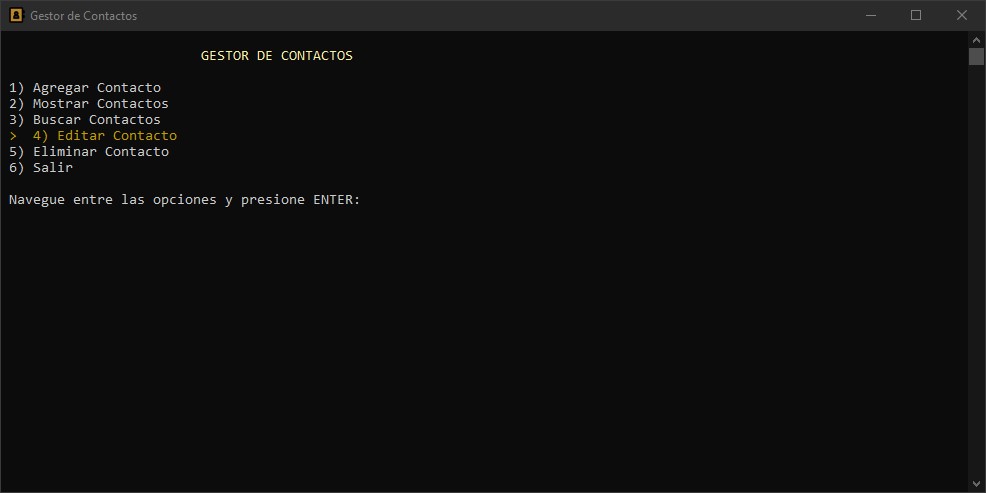 Gestor de Contactos
GESTOR DE CONTACTOS
1) Agregar Contacto
2) Mostrar Contactos
3) Buscar Contactos
>  4) Editar Contacto
5) Eliminar Contacto
6) Salir
Navegue entre las opciones y presione ENTER: